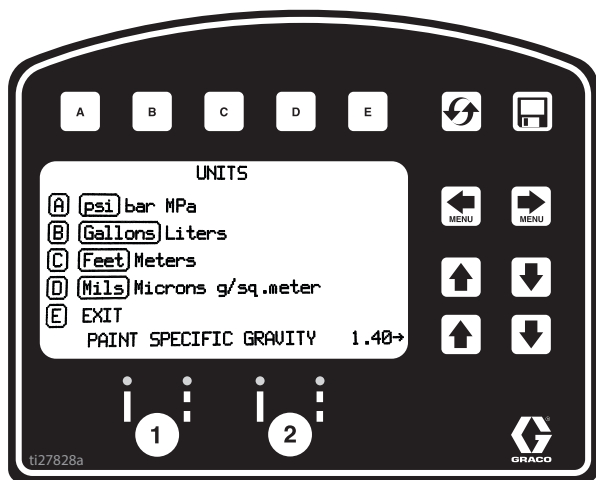 A B C D E
UNITS
A psi bar MPa
B Gallons Liters
C Feet Meters
D Mils Microns g/sq.meter
E EXIT
PAINT SPECIFIC GRAVITY 1.40→
MENU MENU
1 2
ti27828a
GRACO
®